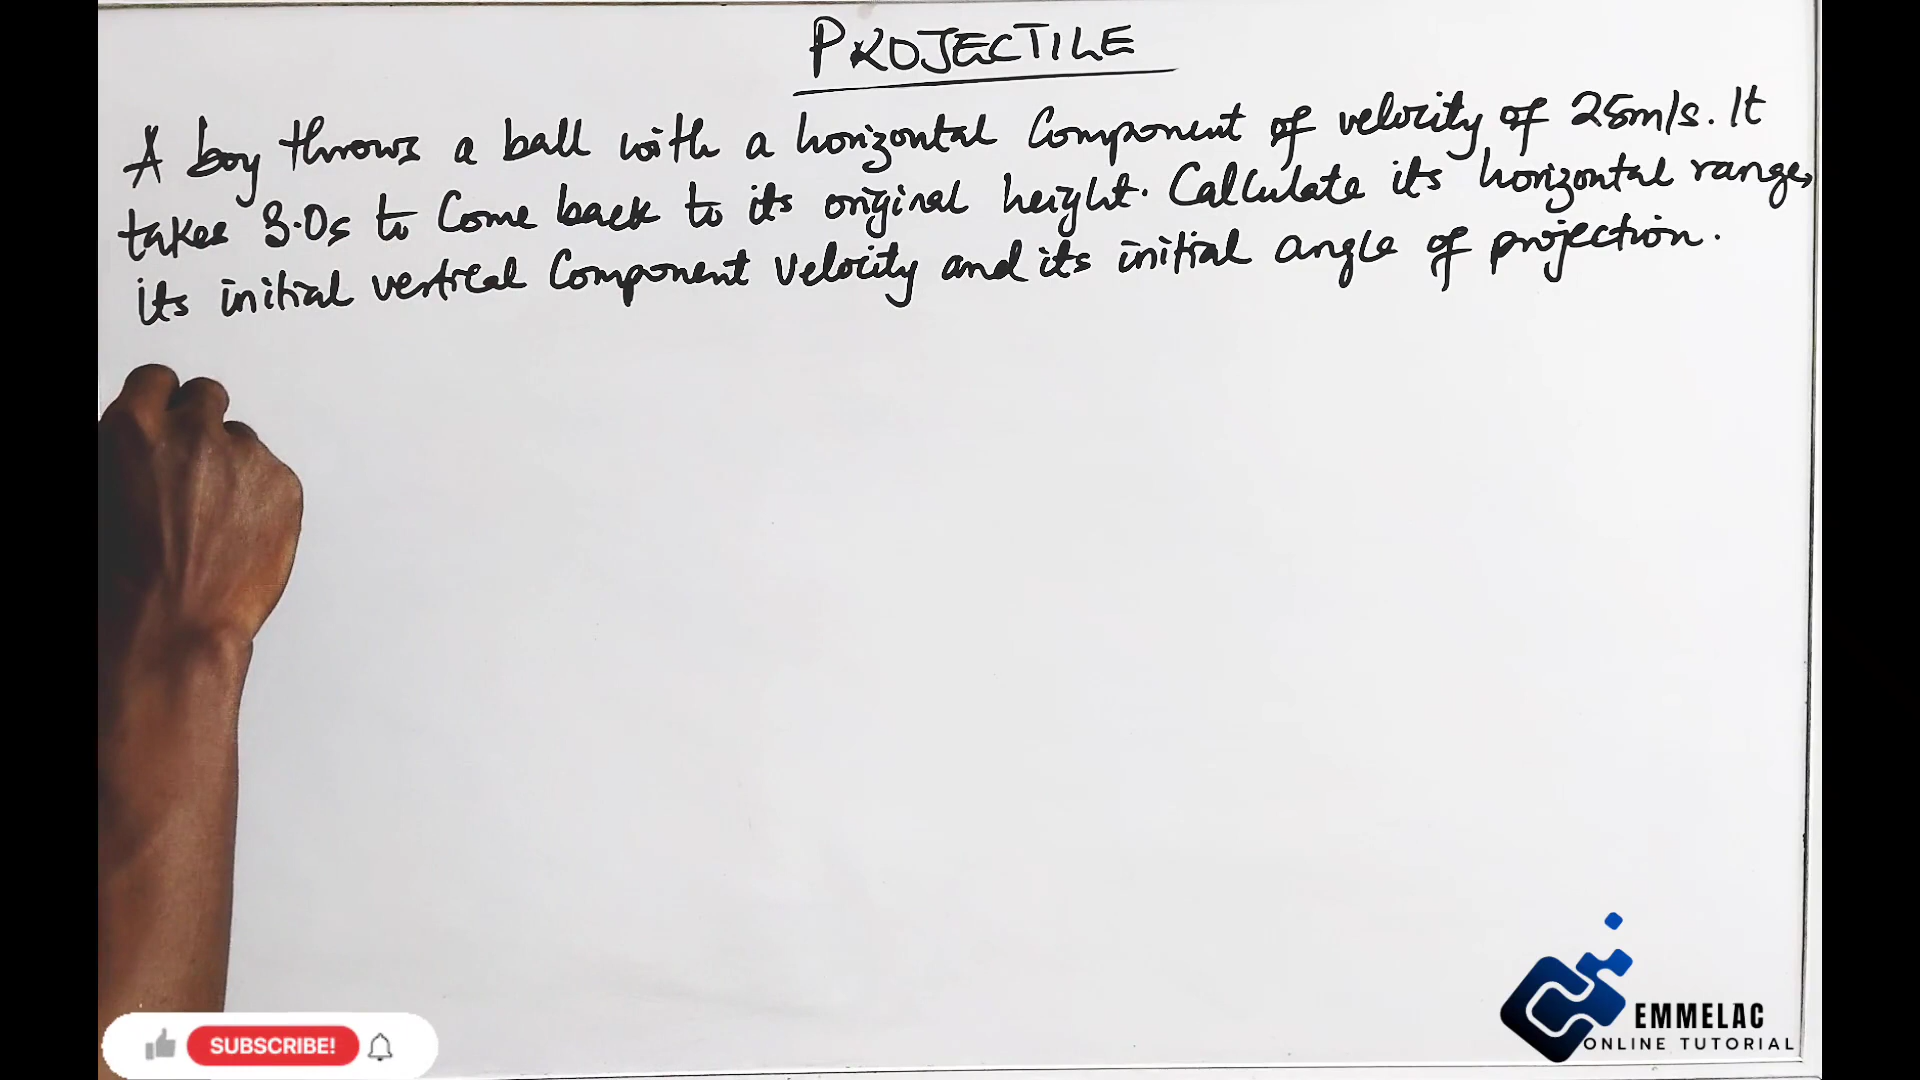 PROJECTILE
A boy throws a ball with a horizontal Component of velocity of 25m/s. It
takes 3.0s to Come back to its original height. Calculate its horizontal range,
its initial vertical Component Velocity and its initial angle of projection.
SUBSCRIBE!
EMMELAC
ONLINE TUTORIAL